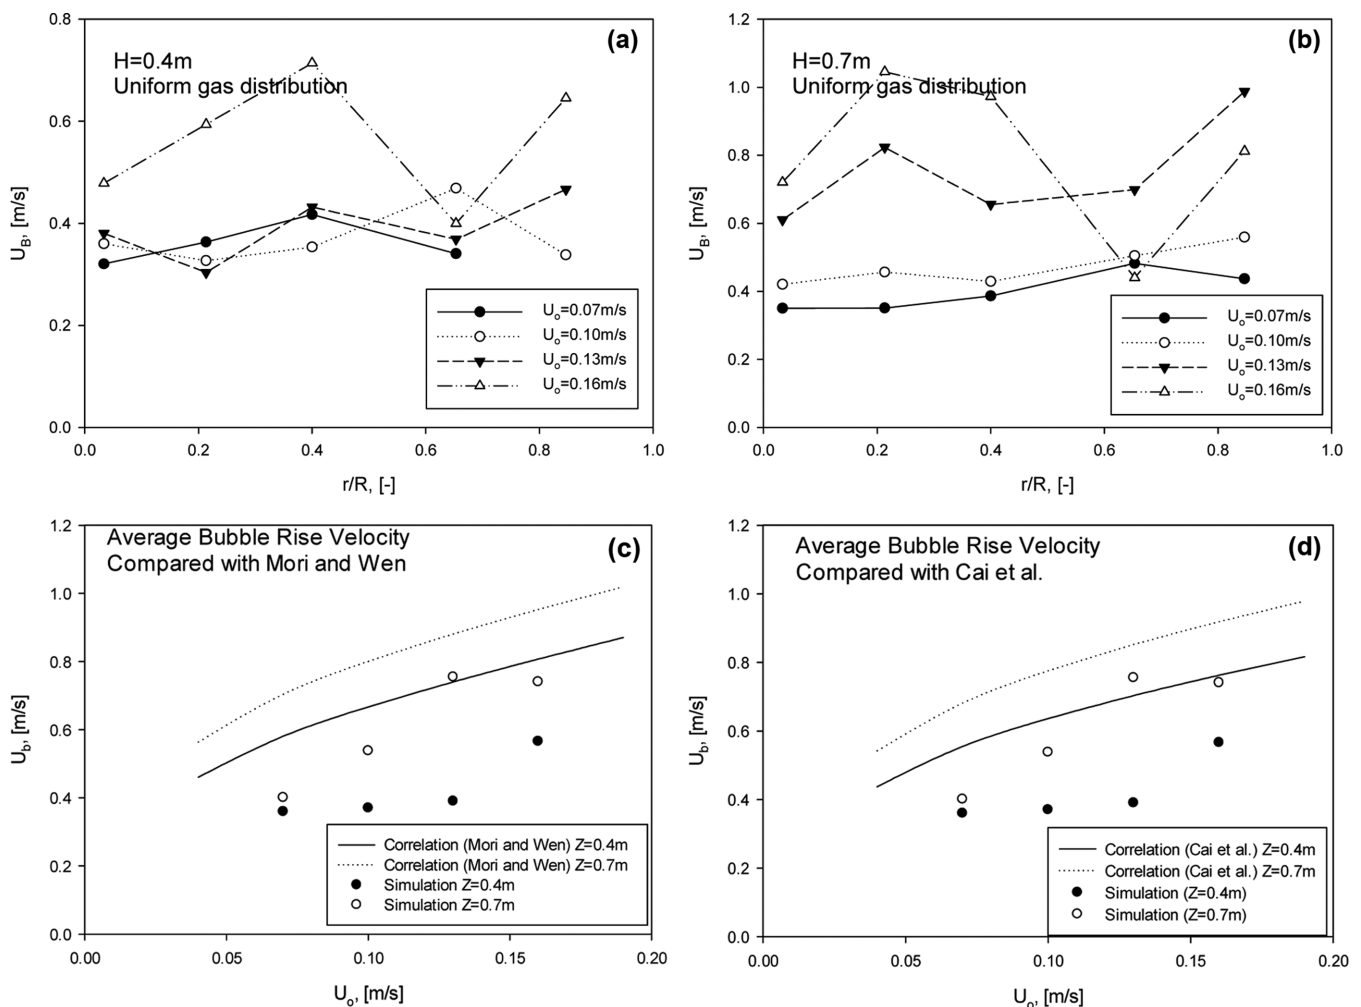 (a)
H=0.4m
Uniform gas distribution
0.8
0.6
0.4
0.2
0.0
U_B, [m/s]
U_o=0.07m/s
U_o=0.10m/s
U_o=0.13m/s
U_o=0.16m/s
0.0 0.2 0.4 0.6 0.8 1.0
r/R, [-]
(b)
H=0.7m
Uniform gas distribution
1.2
1.0
0.8
0.6
0.4
0.2
0.0
U_B, [m/s]
U_o=0.07m/s
U_o=0.10m/s
U_o=0.13m/s
U_o=0.16m/s
0.0 0.2 0.4 0.6 0.8 1.0
r/R, [-]
(c)
Average Bubble Rise Velocity
Compared with Mori and Wen
1.2
1.0
0.8
0.6
0.4
0.2
0.0
U_b, [m/s]
Correlation (Mori and Wen) Z=0.4m
Correlation (Mori and Wen) Z=0.7m
Simulation Z=0.4m
Simulation Z=0.7m
0.00 0.05 0.10 0.15 0.20
U_o, [m/s]
(d)
Average Bubble Rise Velocity
Compared with Cai et al.
1.2
1.0
0.8
0.6
0.4
0.2
0.0
U_b, [m/s]
Correlation (Cai et al.) Z=0.4m
Correlation (Cai et al.) Z=0.7m
Simulation (Z=0.4m)
Simulation (Z=0.7m)
0.00 0.05 0.10 0.15 0.20
U_o, [m/s]